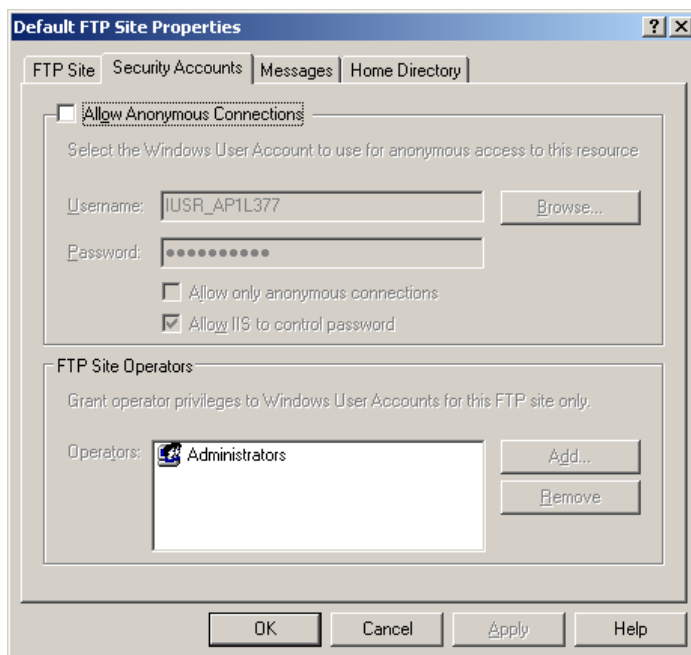 Default FTP Site Properties
FTP Site Security Accounts Messages Home Directory
Allow Anonymous Connections
Select the Windows User Account to use for anonymous access to this resource
Username: IUSR_AP1L377 Browse...
Password: ●●●●●●●●●●
Allow only anonymous connections
Allow IIS to control password
FTP Site Operators
Grant operator privileges to Windows User Accounts for this FTP site only.
Operators: Administrators Add...
Remove
OK Cancel Apply Help